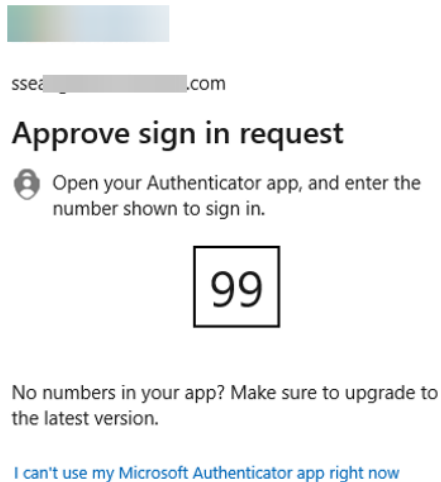 .com
Approve sign in request
Open your Authenticator app, and enter the
number shown to sign in.
99
No numbers in your app? Make sure to upgrade to
the latest version.
I can't use my Microsoft Authenticator app right now